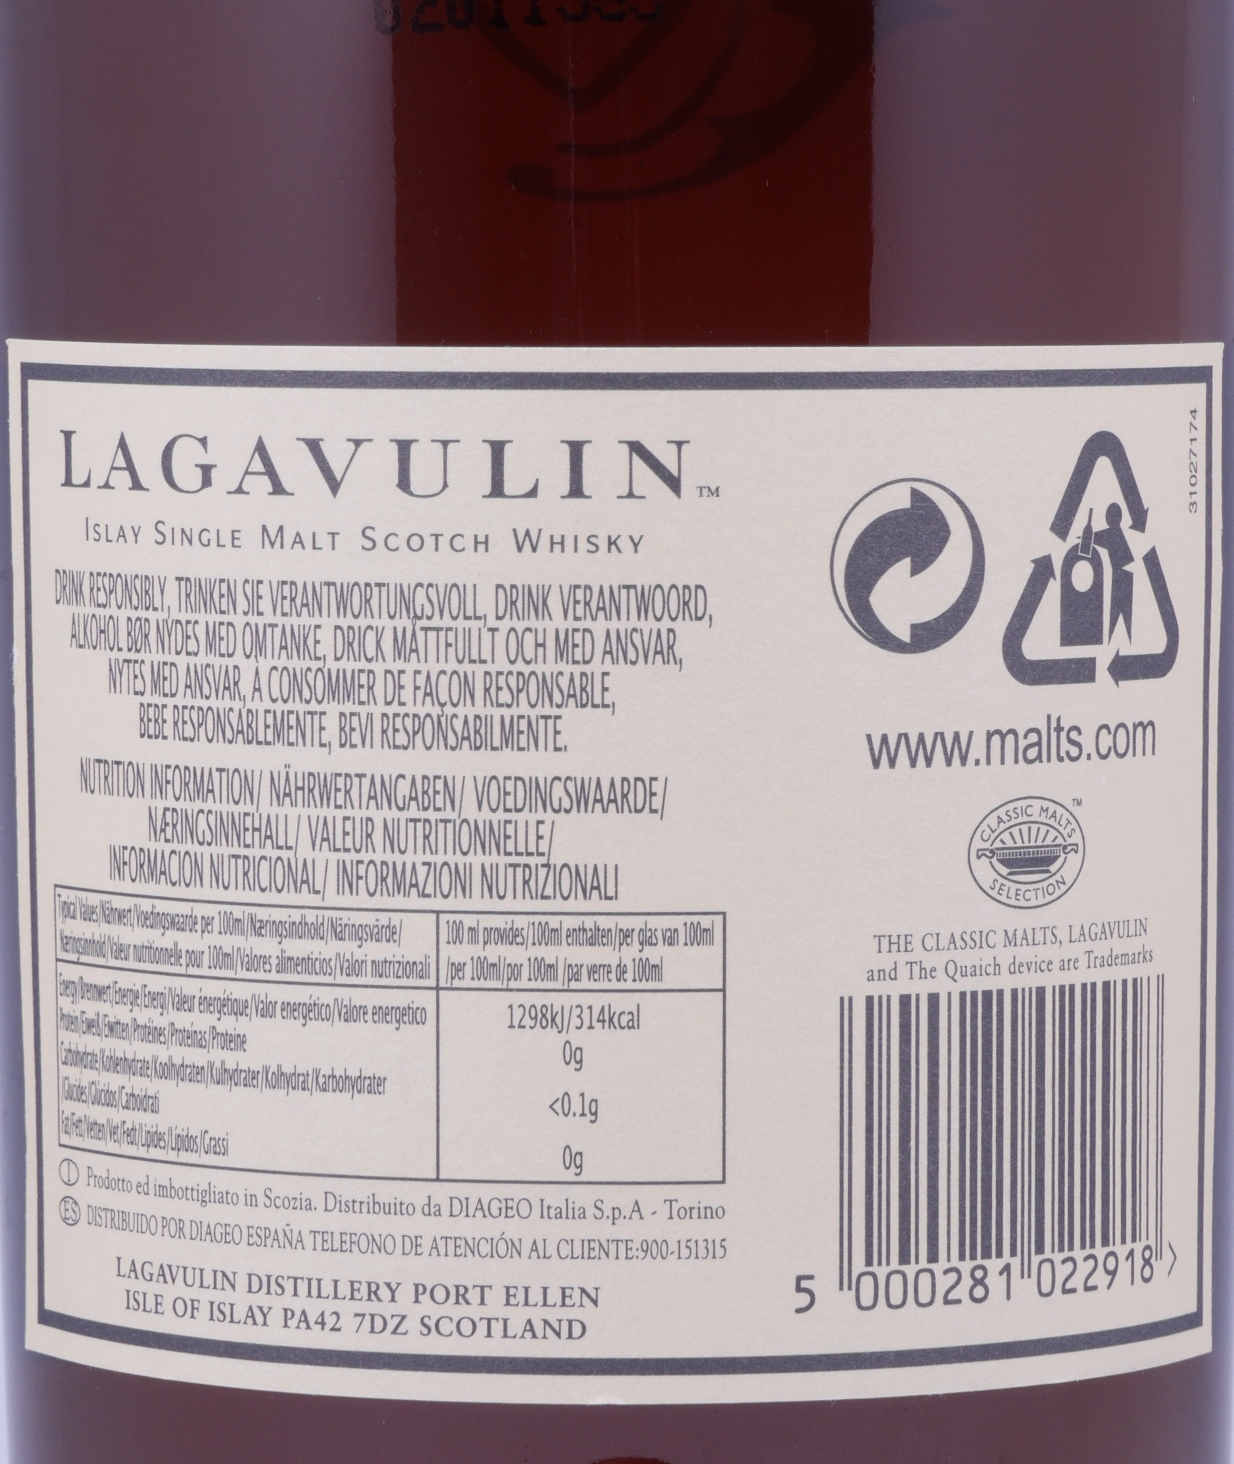 LAGAVULIN™
ISLAY SINGLE MALT SCOTCH WHISKY
DRINK RESPONSIBLY, TRINKEN SIE VERANTWORTUNGSVOLL, DRINK VERANTWOORD,
ALKOHOL BØR NYDES MED OMTANKE, DRICK MÅTTFULLT OCH MED ANSVAR,
NYTES MED ANSVAR, À CONSOMMER DE FAÇON RESPONSABLE,
BEBE RESPONSABLEMENTE, BEVI RESPONSABILMENTE.
NUTRITION INFORMATION/ NÄHRWERTANGABEN/ VOEDINGSWAARDE/
NÆRINGSINNEHALL/ VALEUR NUTRITIONNELLE/
INFORMACION NUTRICIONAL/ INFORMAZIONI NUTRIZIONALI
Typical Values/Nährwert/Voedingswaarde per 100ml/Næringsindhold/Näringsvärde/
Næringsinnhold/Valeur nutritionnelle pour 100ml/Valores alimenticios/Valori nutrizionali
100 ml provides/100ml enthalten/per glas van 100ml
/per 100ml/por 100ml /par verre de 100ml
Energy/Brennwert/Energie/Energi/Valeur énergétique/Valor energético/Valore energetico
1298kJ/314kcal
Protein/Eiweiß/Eiwitten/Protéines/Proteínas/Proteine
0g
Carbohydrate/Kohlenhydrate/Koolhydraten/Kulhydrater/Kolhydrat/Karbohydrater
/Glucides/Glúcidos/Carboidrati
<0.1g
Fat/Fett/Vetten/Vet/Fedt/Lipides/Lípidos/Grassi
0g
I Prodotto ed imbottigliato in Scozia. Distribuito da DIAGEO Italia S.p.A - Torino
ES DISTRIBUIDO POR DIAGEO ESPAÑA TELEFONO DE ATENCIÓN AL CLIENTE:900-151315
LAGAVULIN DISTILLERY PORT ELLEN
ISLE OF ISLAY PA42 7DZ SCOTLAND
31027174
www.malts.com
CLASSIC MALTS™
SELECTION
THE CLASSIC MALTS, LAGAVULIN
and The Quaich device are Trademarks
5 000281 022918 >